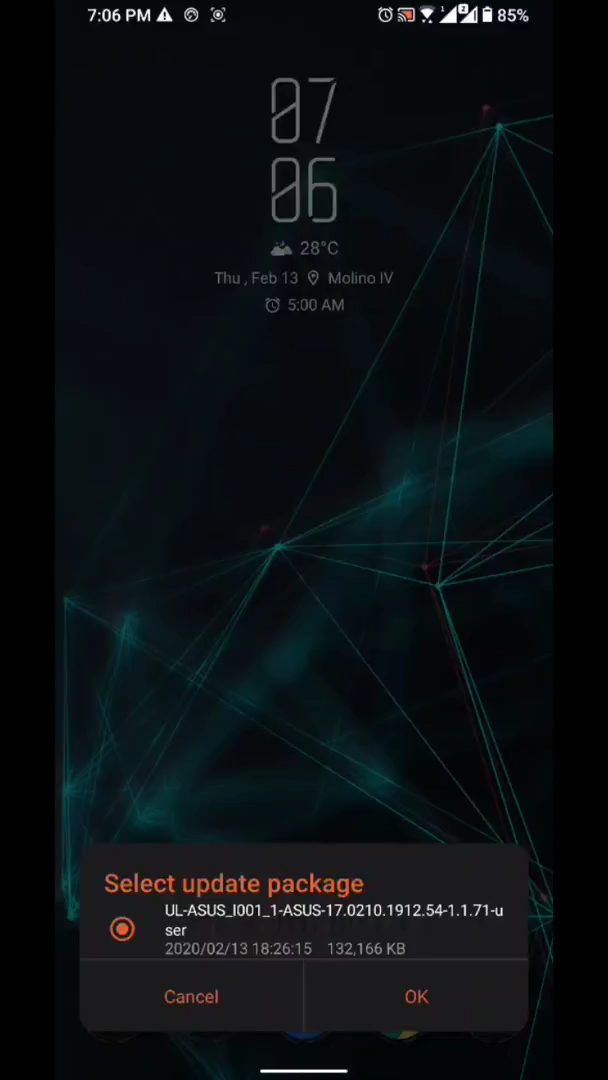 7:06 PM 1 2 85%
07
06
28°C
Thu , Feb 13 Molino IV
5:00 AM
Select update package
UL-ASUS_I001_1-ASUS-17.0210.1912.54-1.1.71-u
ser
2020/02/13 18:26:15 132,166 KB
Cancel OK